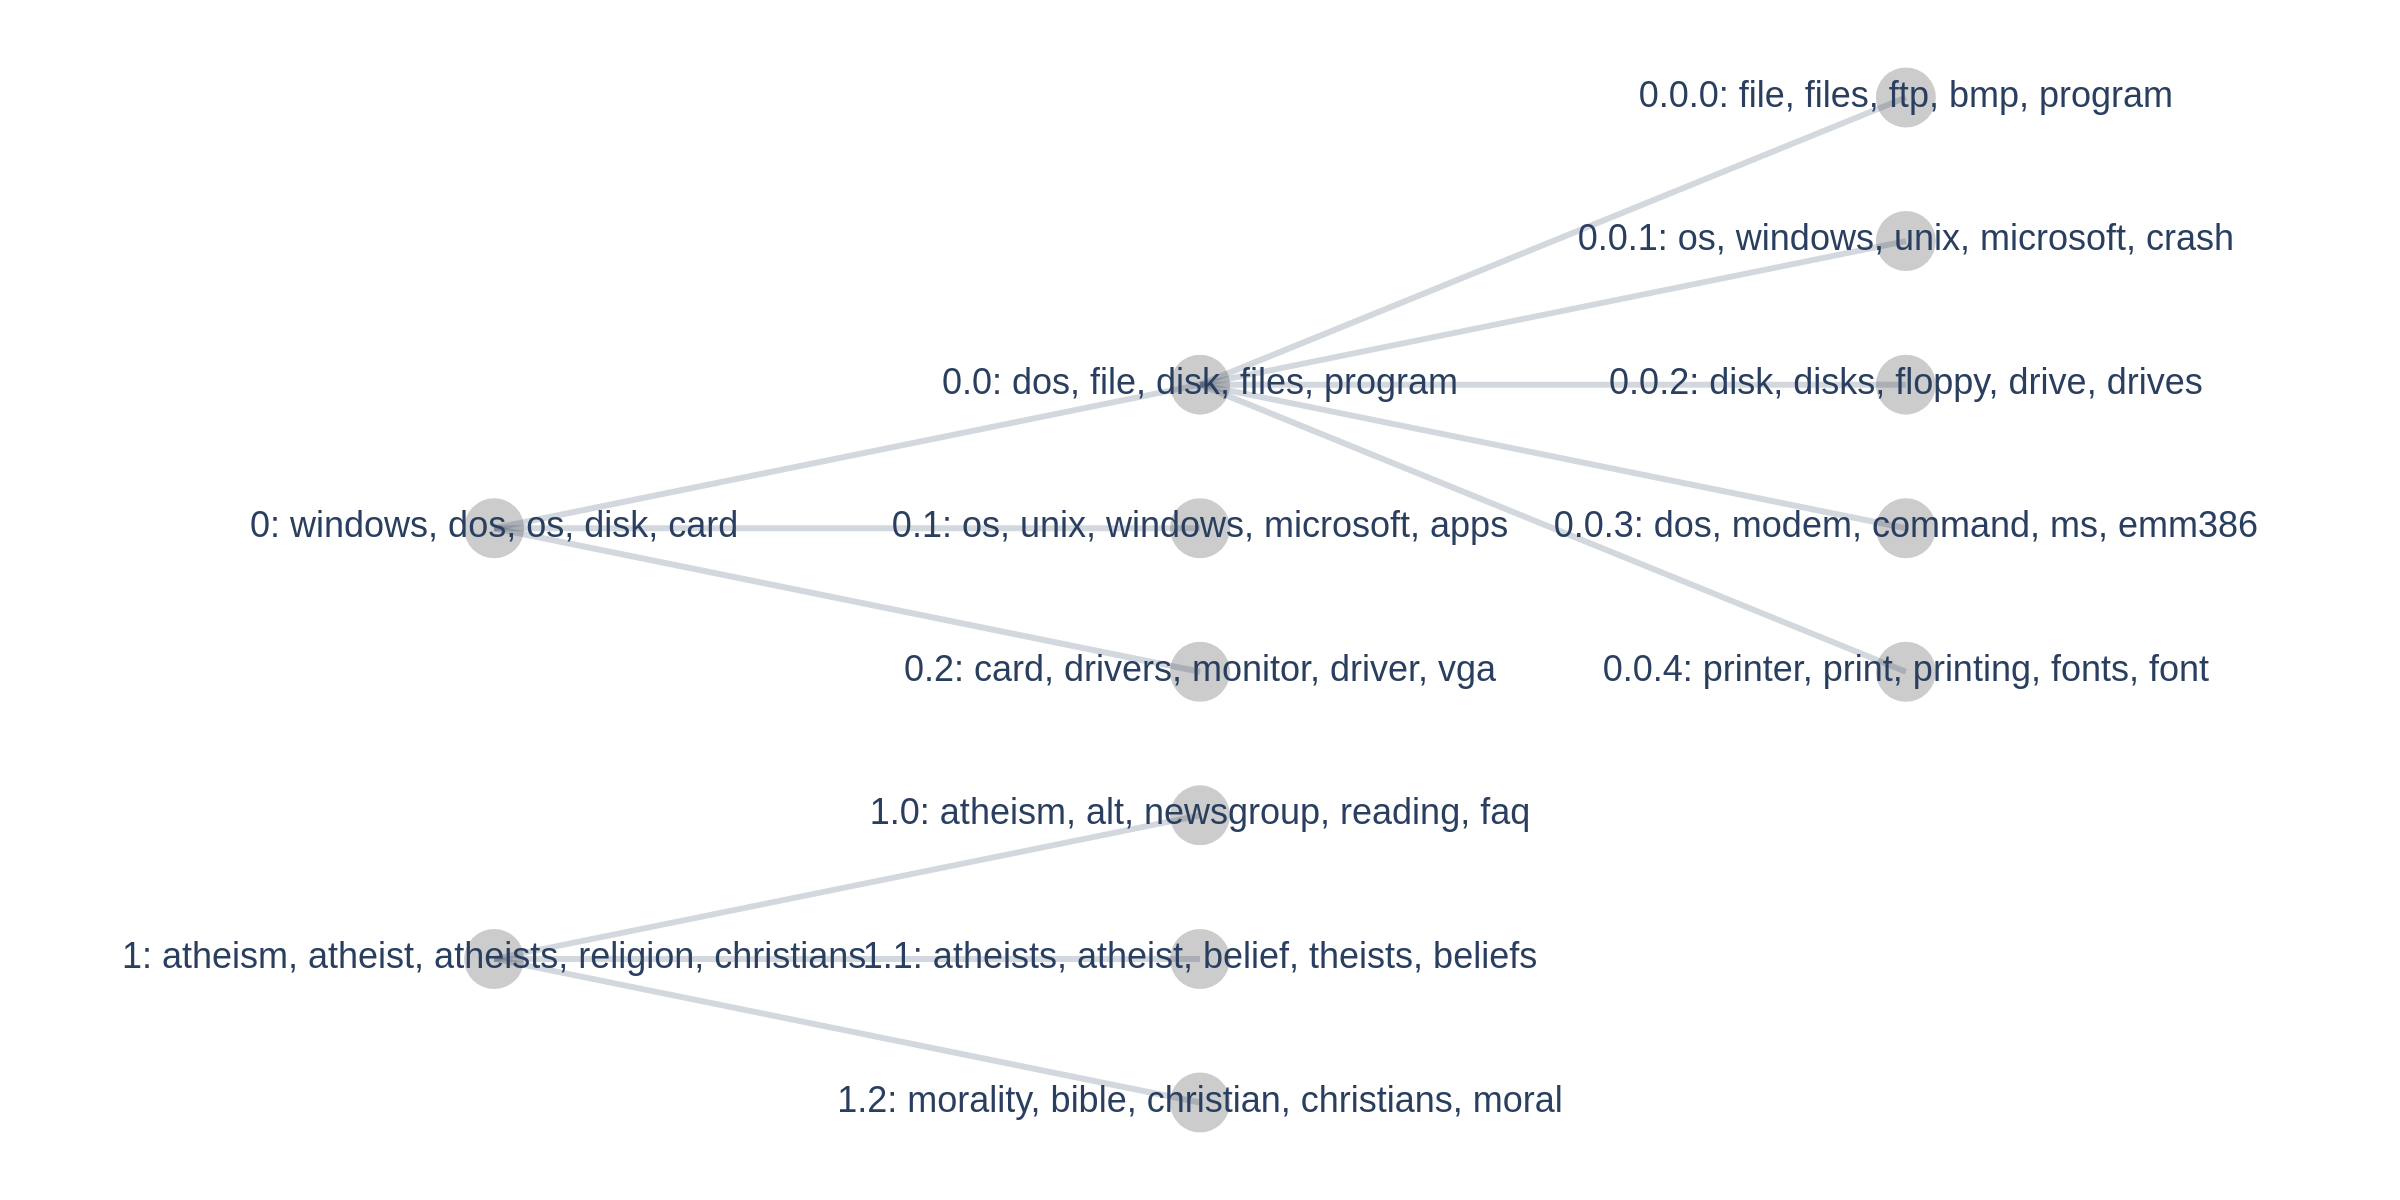 0.0.0: file, files, ftp, bmp, program
0.0.1: os, windows, unix, microsoft, crash
0.0: dos, file, disk, files, program
0.0.2: disk, disks, floppy, drive, drives
0: windows, dos, os, disk, card
0.1: os, unix, windows, microsoft, apps
0.0.3: dos, modem, command, ms, emm386
0.2: card, drivers, monitor, driver, vga
0.0.4: printer, print, printing, fonts, font
1.0: atheism, alt, newsgroup, reading, faq
1: atheism, atheist, atheists, religion, christians
1.1: atheists, atheist, belief, theists, beliefs
1.2: morality, bible, christian, christians, moral